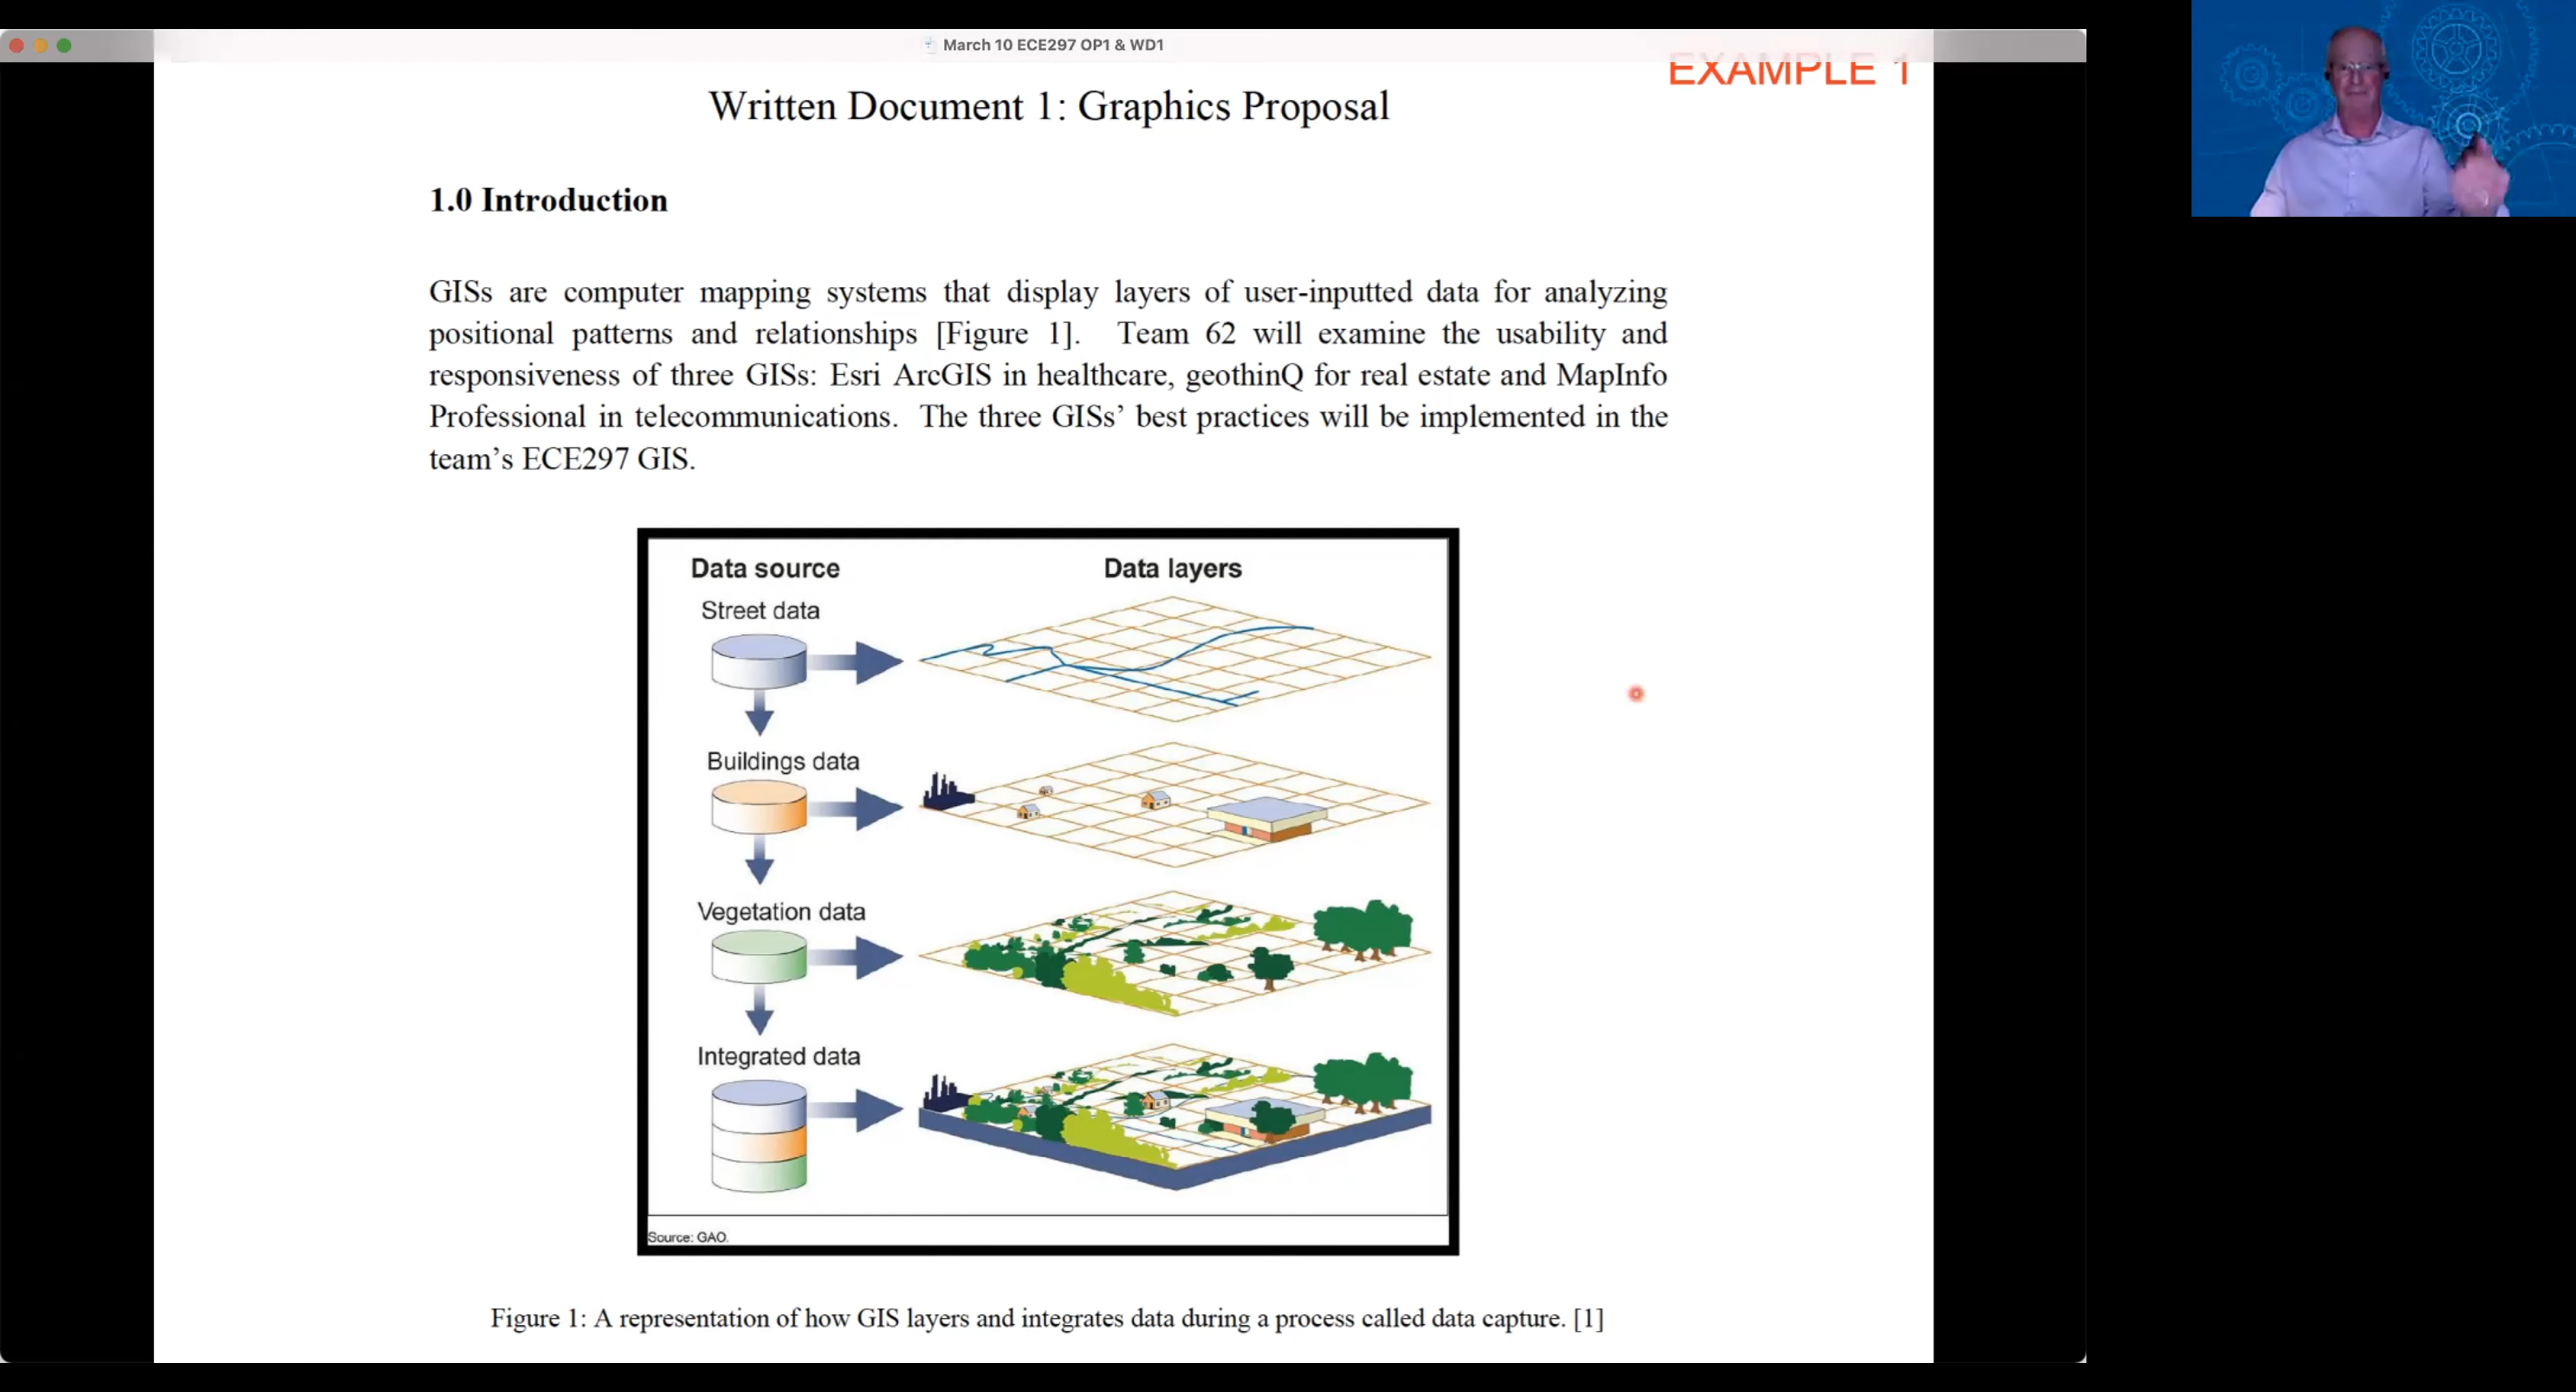 March 10 ECE297 OP1 & WD1
EXAMPLE 1
Written Document 1: Graphics Proposal
1.0 Introduction
GISs are computer mapping systems that display layers of user-inputted data for analyzing
positional patterns and relationships [Figure 1]. Team 62 will examine the usability and
responsiveness of three GISs: Esri ArcGIS in healthcare, geothinQ for real estate and MapInfo
Professional in telecommunications. The three GISs’ best practices will be implemented in the
team’s ECE297 GIS.
Data source
Data layers
Street data
Buildings data
Vegetation data
Integrated data
Source: GAO.
Figure 1: A representation of how GIS layers and integrates data during a process called data capture. [1]